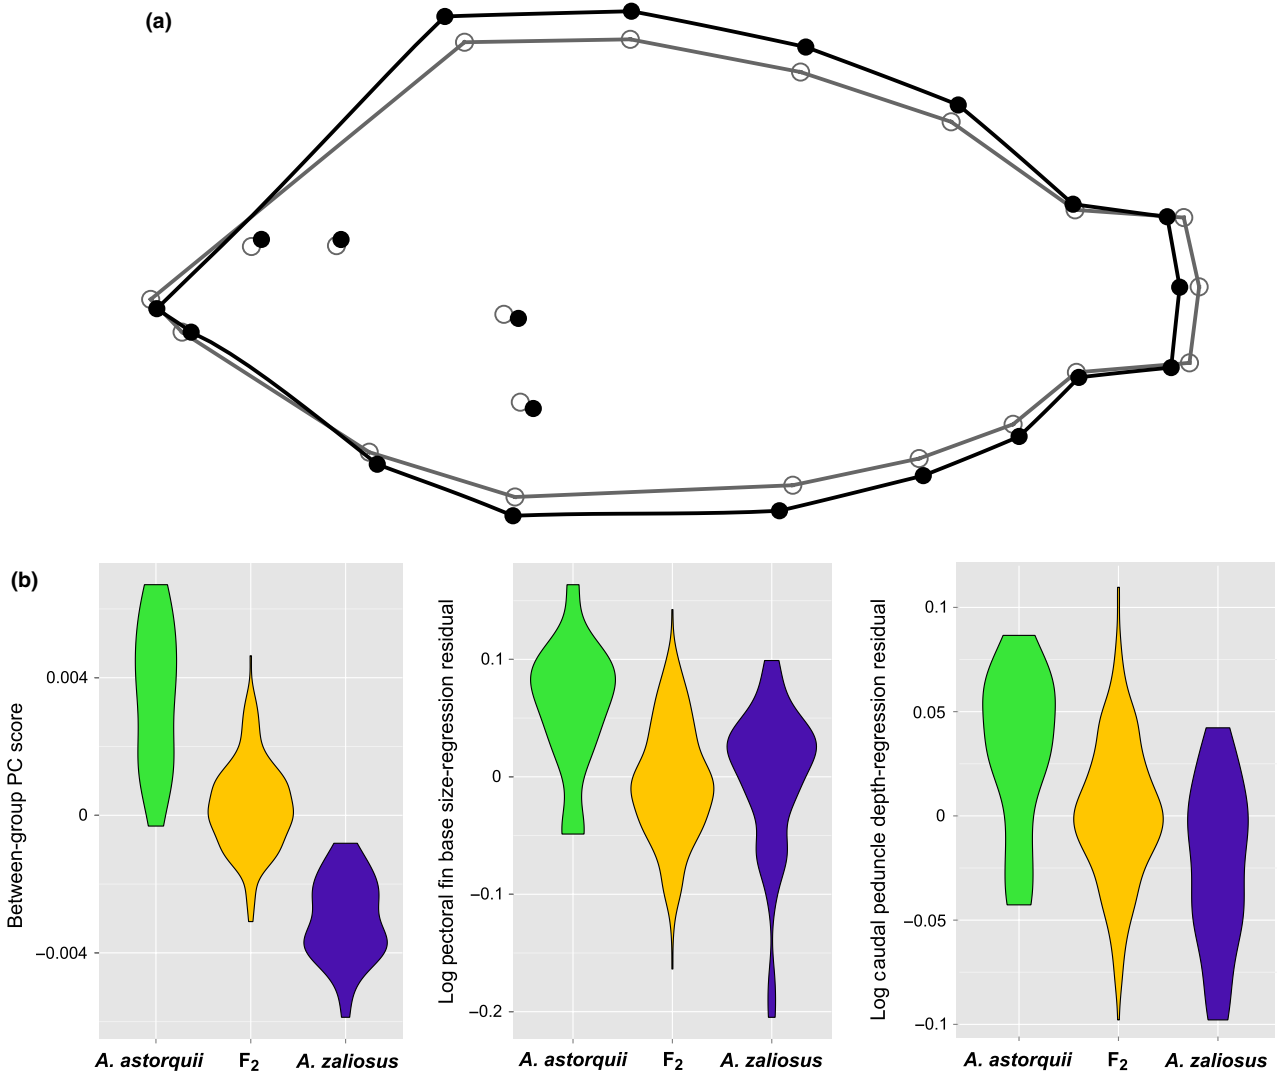 (a)
(b)
Between-group PC score
0.004
0
−0.004
A. astorquii F2 A. zaliosus
Log pectoral fin base size-regression residual
0.1
0
−0.1
−0.2
A. astorquii F2 A. zaliosus
Log caudal peduncle depth-regression residual
0.1
0.05
0
−0.05
−0.1
A. astorquii F2 A. zaliosus